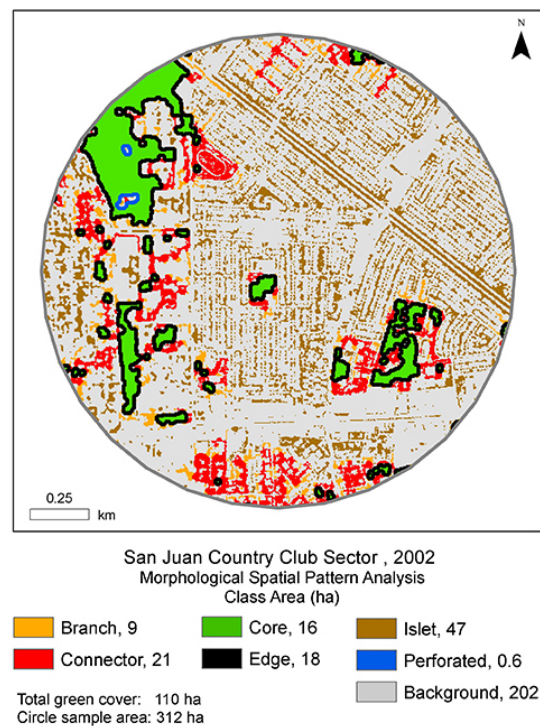 N
0.25
km
San Juan Country Club Sector , 2002
Morphological Spatial Pattern Analysis
Class Area (ha)
Branch, 9
Core, 16
Islet, 47
Connector, 21
Edge, 18
Perforated, 0.6
Background, 202
Total green cover: 110 ha
Circle sample area: 312 ha